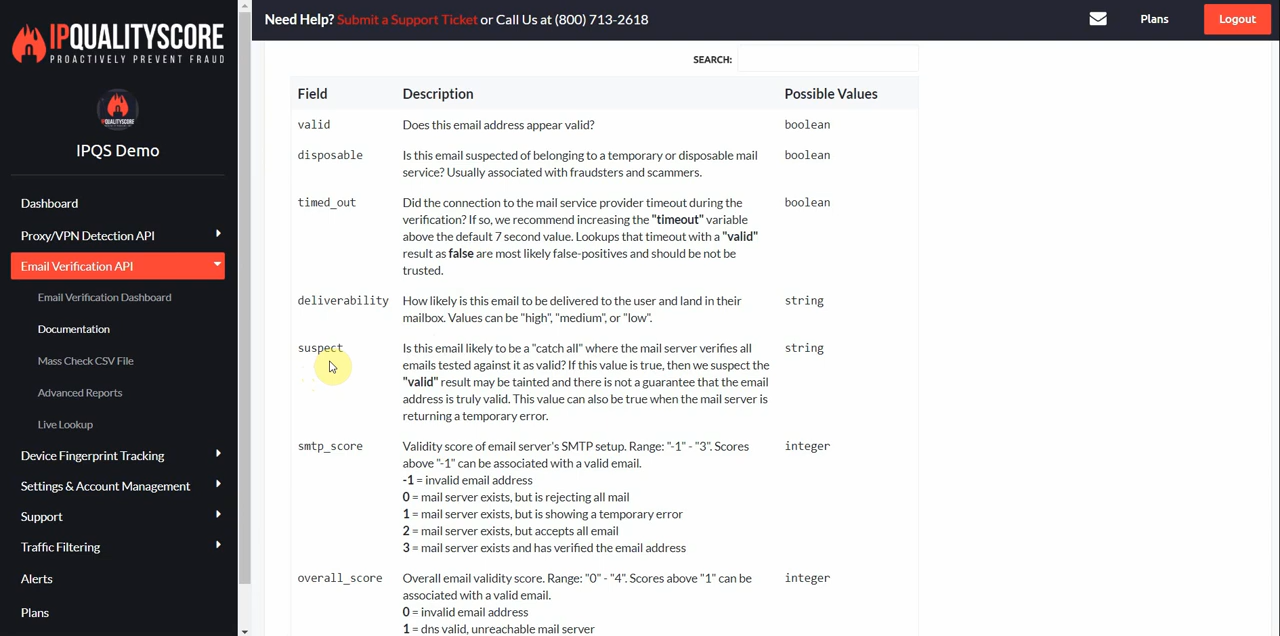 IPQUALITYSCORE
PROACTIVELY PREVENT FRAUD
IPQUALITYSCORE
IPQS Demo
Dashboard
Proxy/VPN Detection API
Email Verification API
Email Verification Dashboard
Documentation
Mass Check CSV File
Advanced Reports
Live Lookup
Device Fingerprint Tracking
Settings & Account Management
Support
Traffic Filtering
Alerts
Plans
Need Help? Submit a Support Ticket or Call Us at (800) 713-2618
Plans
Logout
SEARCH:
Field Description Possible Values
valid Does this email address appear valid? boolean
disposable Is this email suspected of belonging to a temporary or disposable mail boolean
service? Usually associated with fraudsters and scammers.
timed_out Did the connection to the mail service provider timeout during the boolean
verification? If so, we recommend increasing the "timeout" variable
above the default 7 second value. Lookups that timeout with a "valid"
result as false are most likely false-positives and should be not be
trusted.
deliverability How likely is this email to be delivered to the user and land in their string
mailbox. Values can be "high", "medium", or "low".
suspect Is this email likely to be a "catch all" where the mail server verifies all string
emails tested against it as valid? If this value is true, then we suspect the
"valid" result may be tainted and there is not a guarantee that the email
address is truly valid. This value can also be true when the mail server is
returning a temporary error.
smtp_score Validity score of email server's SMTP setup. Range: "-1" - "3". Scores integer
above "-1" can be associated with a valid email.
-1 = invalid email address
0 = mail server exists, but is rejecting all mail
1 = mail server exists, but is showing a temporary error
2 = mail server exists, but accepts all email
3 = mail server exists and has verified the email address
overall_score Overall email validity score. Range: "0" - "4". Scores above "1" can be integer
associated with a valid email.
0 = invalid email address
1 = dns valid, unreachable mail server